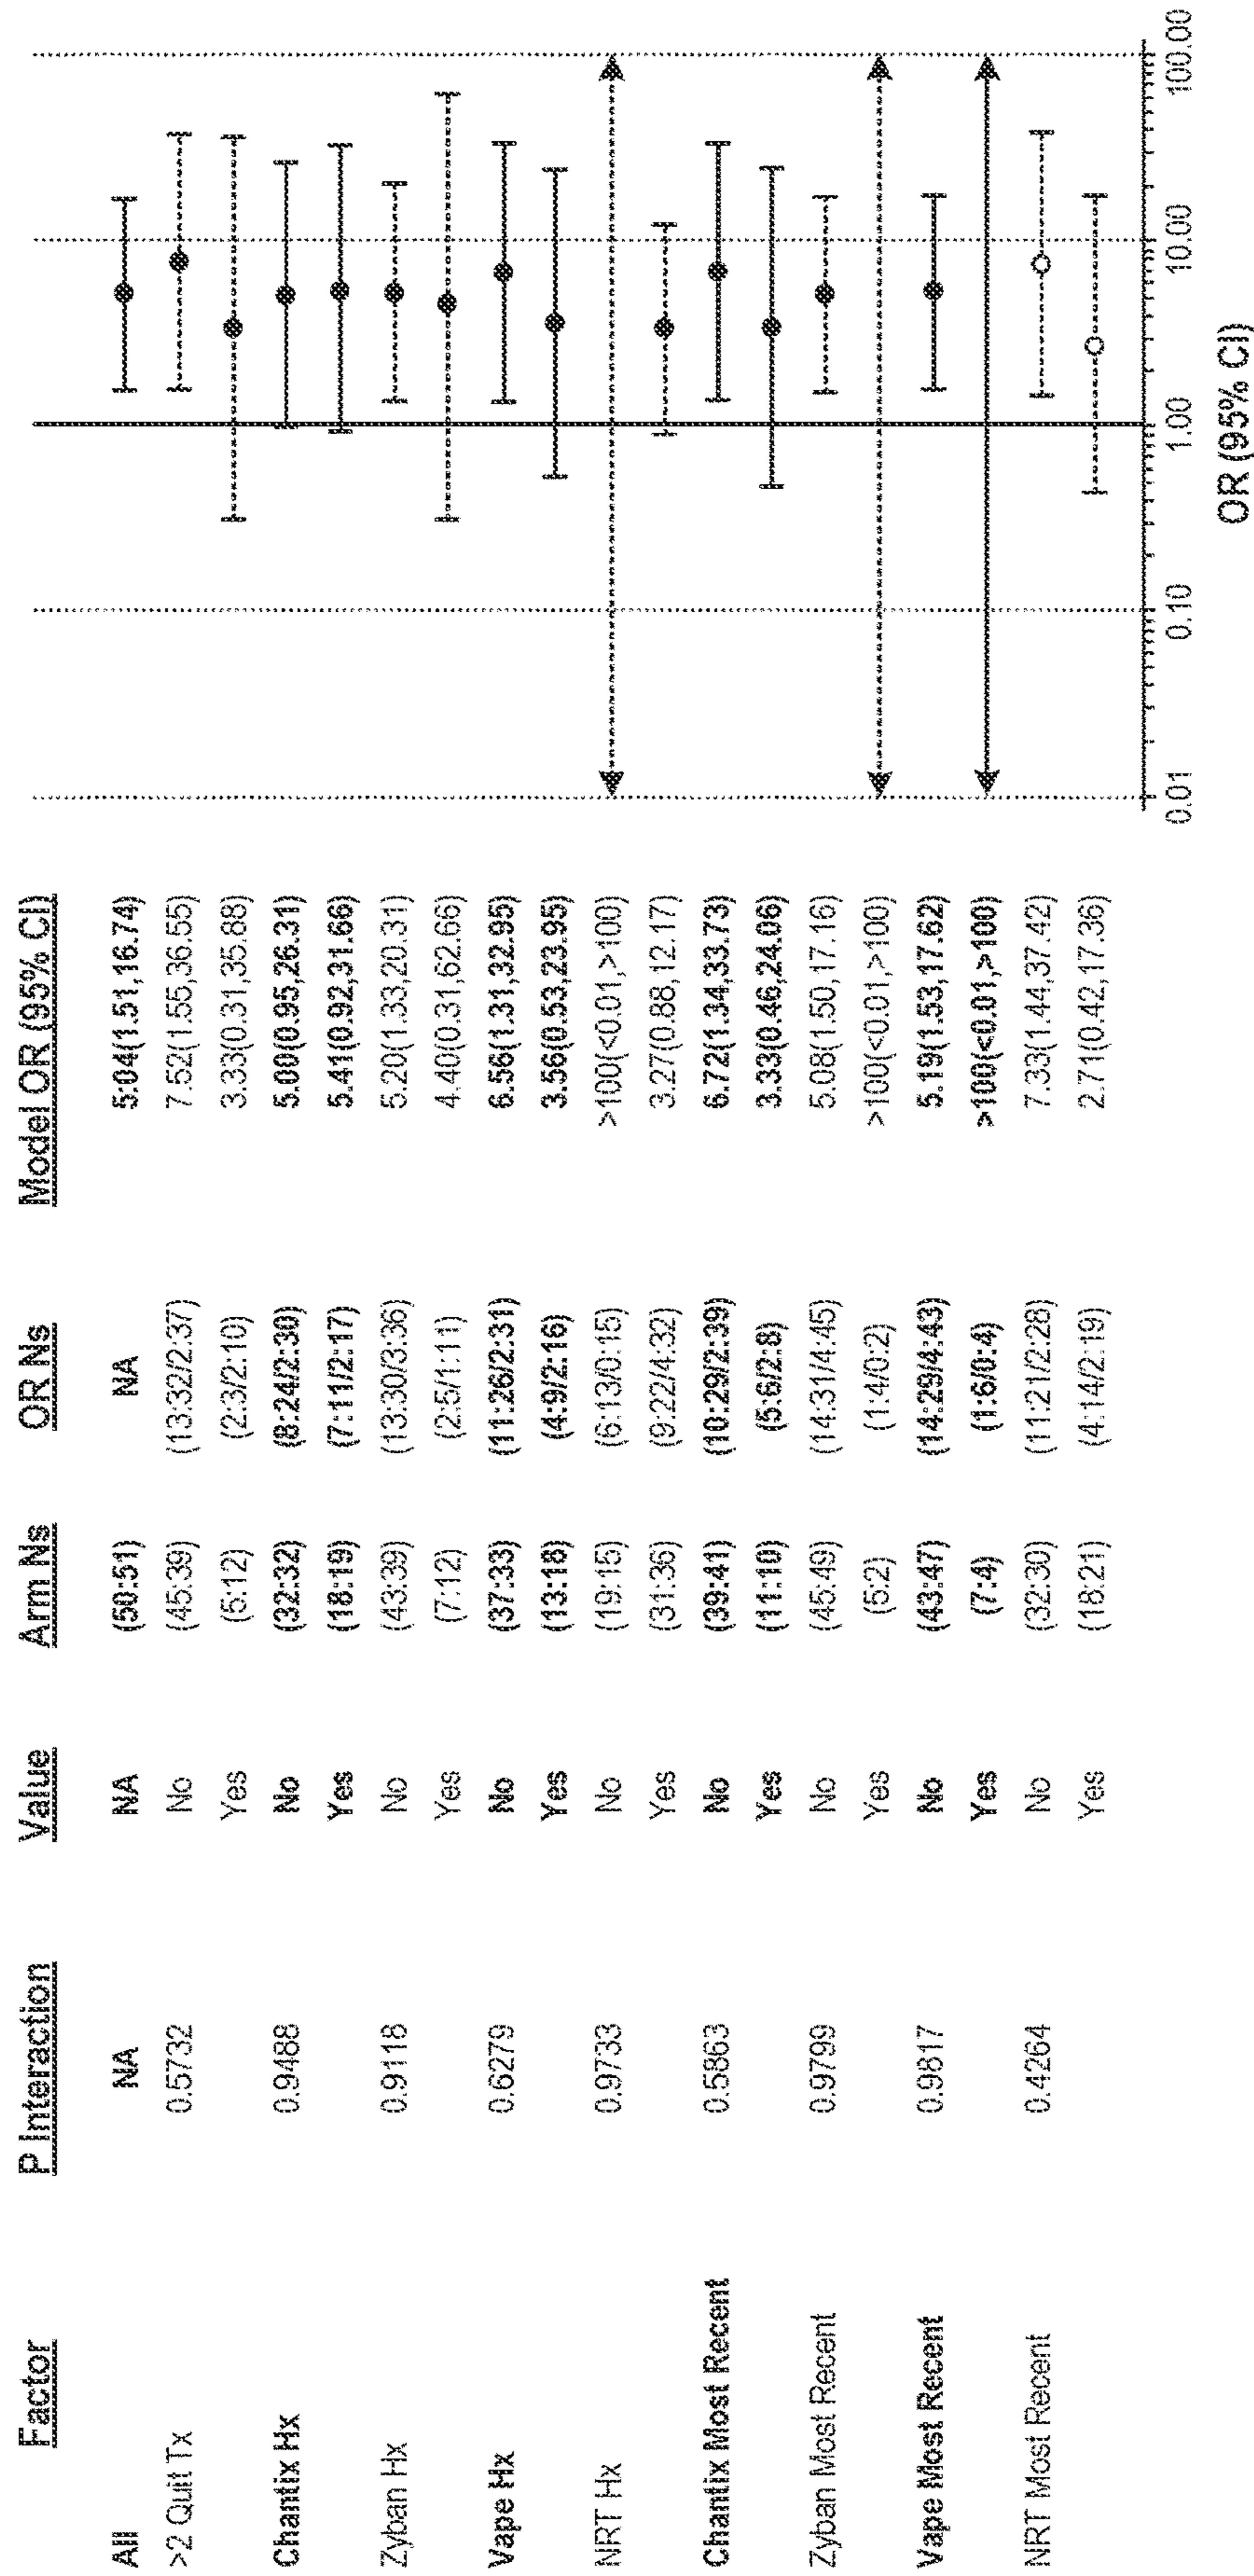 Factor P Interaction Value Arm Ns OR Ns Model OR (95% CI)
All NA NA (50:51) NA 5.04(1.51,16.74)
>2 Quit Tx 0.5732 No (45:39) (13:32/2:37) 7.52(1.55,36.55)
Yes (5:12) (2:3/2:10) 3.33(0.31,35.88)
Chantix Hx 0.9488 No (32:32) (8:24/2:30) 5.00(0.95,26.31)
Yes (18:19) (7:11/2:17) 5.41(0.92,31.66)
Zyban Hx 0.9118 No (43:39) (13:30/3:36) 5.20(1.33,20.31)
Yes (7:12) (2:5/1:11) 4.40(0.31,62.66)
Vape Hx 0.6279 No (37:33) (11:26/2:31) 6.56(1.31,32.95)
Yes (13:18) (4:9/2:16) 3.56(0.53,23.95)
NRT Hx 0.9733 No (19:15) (6:13/0:15) >100(<0.01,>100)
Yes (31:36) (9:22/4:32) 3.27(0.88,12.17)
Chantix Most Recent 0.5863 No (39:41) (10:29/2:39) 6.72(1.34,33.73)
Yes (11:10) (5:6/2:8) 3.33(0.46,24.06)
Zyban Most Recent 0.9799 No (45:49) (14:31/4:45) 5.08(1.50,17.16)
Yes (5:2) (1:4/0:2) >100(<0.01,>100)
Vape Most Recent 0.9817 No (43:47) (14:29/4:43) 5.19(1.53,17.62)
Yes (7:4) (1:6/0:4) >100(<0.01,>100)
NRT Most Recent 0.4264 No (32:30) (11:21/2:28) 7.33(1.44,37.42)
Yes (18:21) (4:14/2:19) 2.71(0.42,17.36)
0.01 0.10 1.00 10.00 100.00
OR (95% CI)